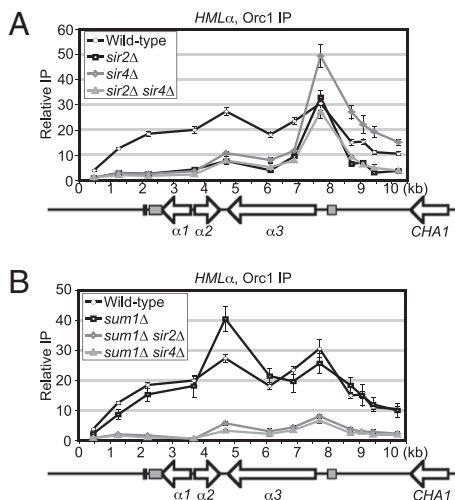 A
HMLα, Orc1 IP
Relative IP
60
50
40
30
20
10
0
Wild-type
sir2Δ
sir4Δ
sir2Δ sir4Δ
0 1 2 3 4 5 6 7 8 9 10 (kb)
α1 α2 α3 CHA1
B
HMLα, Orc1 IP
Relative IP
50
40
30
20
10
0
Wild-type
sum1Δ
sum1Δ sir2Δ
sum1Δ sir4Δ
0 1 2 3 4 5 6 7 8 9 10 (kb)
α1 α2 α3 CHA1